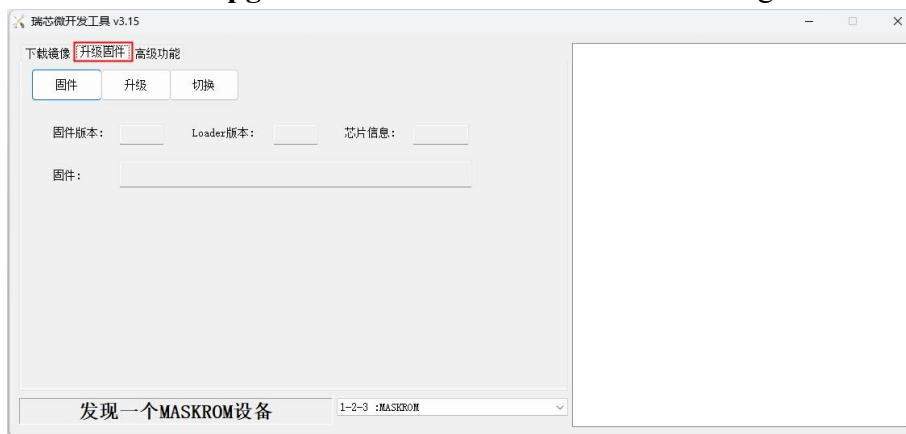 瑞芯微开发工具 v3.15
下载镜像 升级固件 高级功能
固件 升级 切换
固件版本： Loader版本： 芯片信息：
固件：
发现一个MASKROM设备 1-2-3 :MASKROM